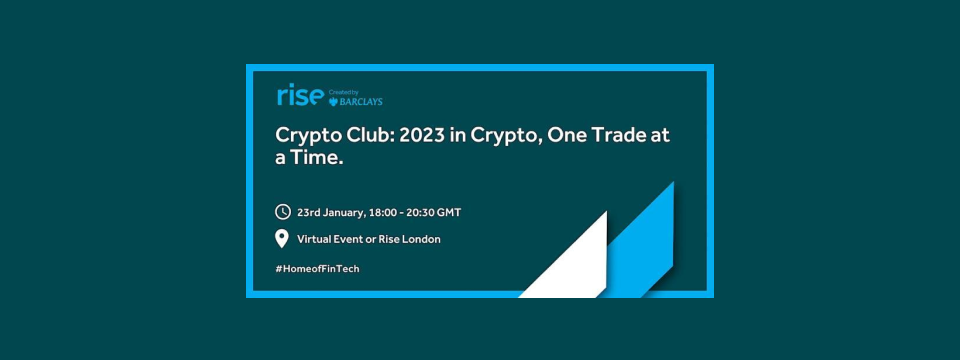 rise
Created by
BARCLAYS
Crypto Club: 2023 in Crypto, One Trade at
a Time.
23rd January, 18:00 - 20:30 GMT
Virtual Event or Rise London
#HomeofFinTech